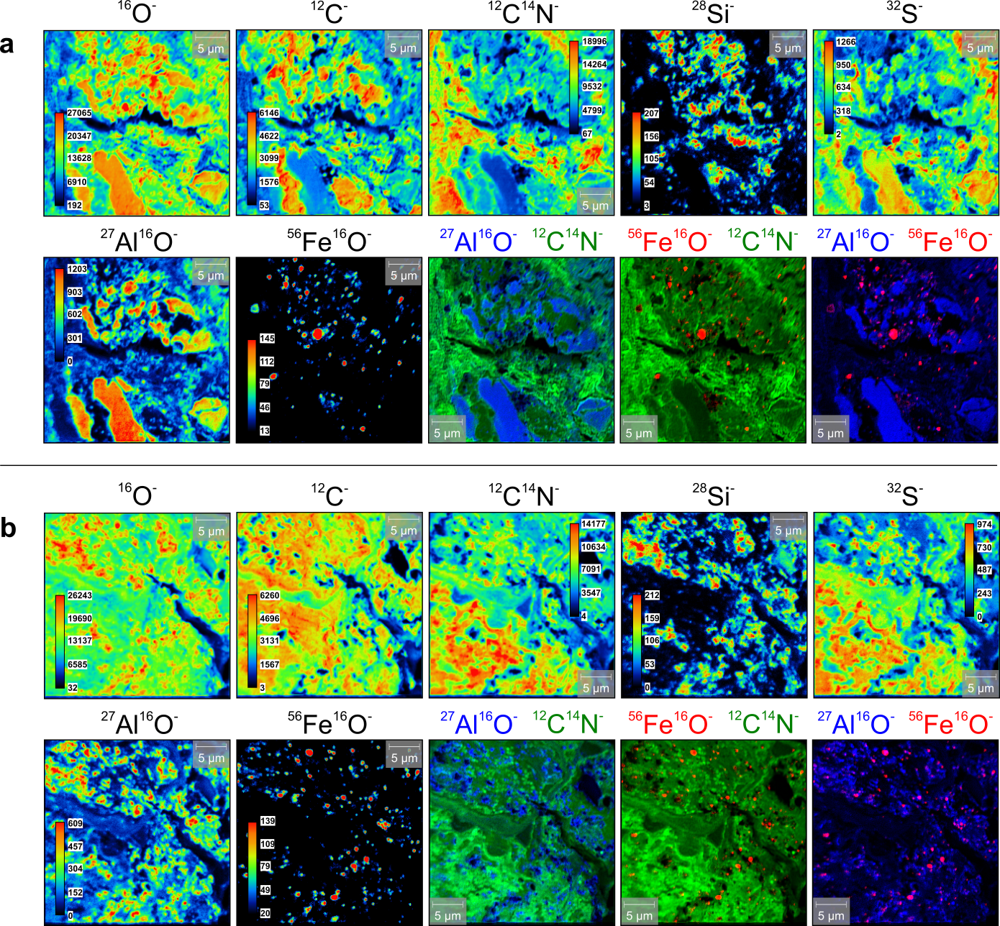 a
16O- 12C- 12C14N- 28Si- 32S-
5 µm 5 µm 5 µm 5 µm 5 µm
27065 20347 13628 6910 192
6146 4622 3099 1576 53
18996 14264 9532 4799 67
207 156 105 54 3
1266 950 634 318 2
27Al16O- 56Fe16O- 27Al16O- 12C14N- 56Fe16O- 12C14N- 27Al16O- 56Fe16O-
5 µm 5 µm 5 µm 5 µm 5 µm
1203 903 602 301 0
145 112 79 46 13
b
16O- 12C- 12C14N- 28Si- 32S-
5 µm 5 µm 5 µm 5 µm 5 µm
26243 19690 13137 6585 32
6260 4696 3131 1567 3
14177 10634 7091 3547 4
212 159 106 53 0
974 730 487 243 0
27Al16O- 56Fe16O- 27Al16O- 12C14N- 56Fe16O- 12C14N- 27Al16O- 56Fe16O-
5 µm 5 µm 5 µm 5 µm 5 µm
609 457 304 152 0
139 109 79 49 20